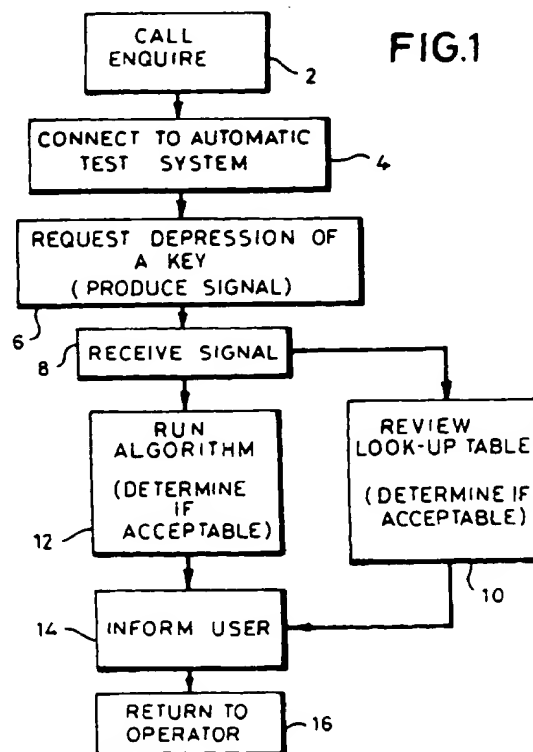 FIG.1
CALL
ENQUIRE
2
CONNECT TO AUTOMATIC
TEST SYSTEM
4
REQUEST DEPRESSION OF
A KEY
(PRODUCE SIGNAL)
6
RECEIVE SIGNAL
8
RUN
ALGORITHM
(DETERMINE
IF
ACCEPTABLE)
12
REVIEW
LOOK-UP TABLE
(DETERMINE IF
ACCEPTABLE)
10
INFORM USER
14
RETURN TO
OPERATOR
16